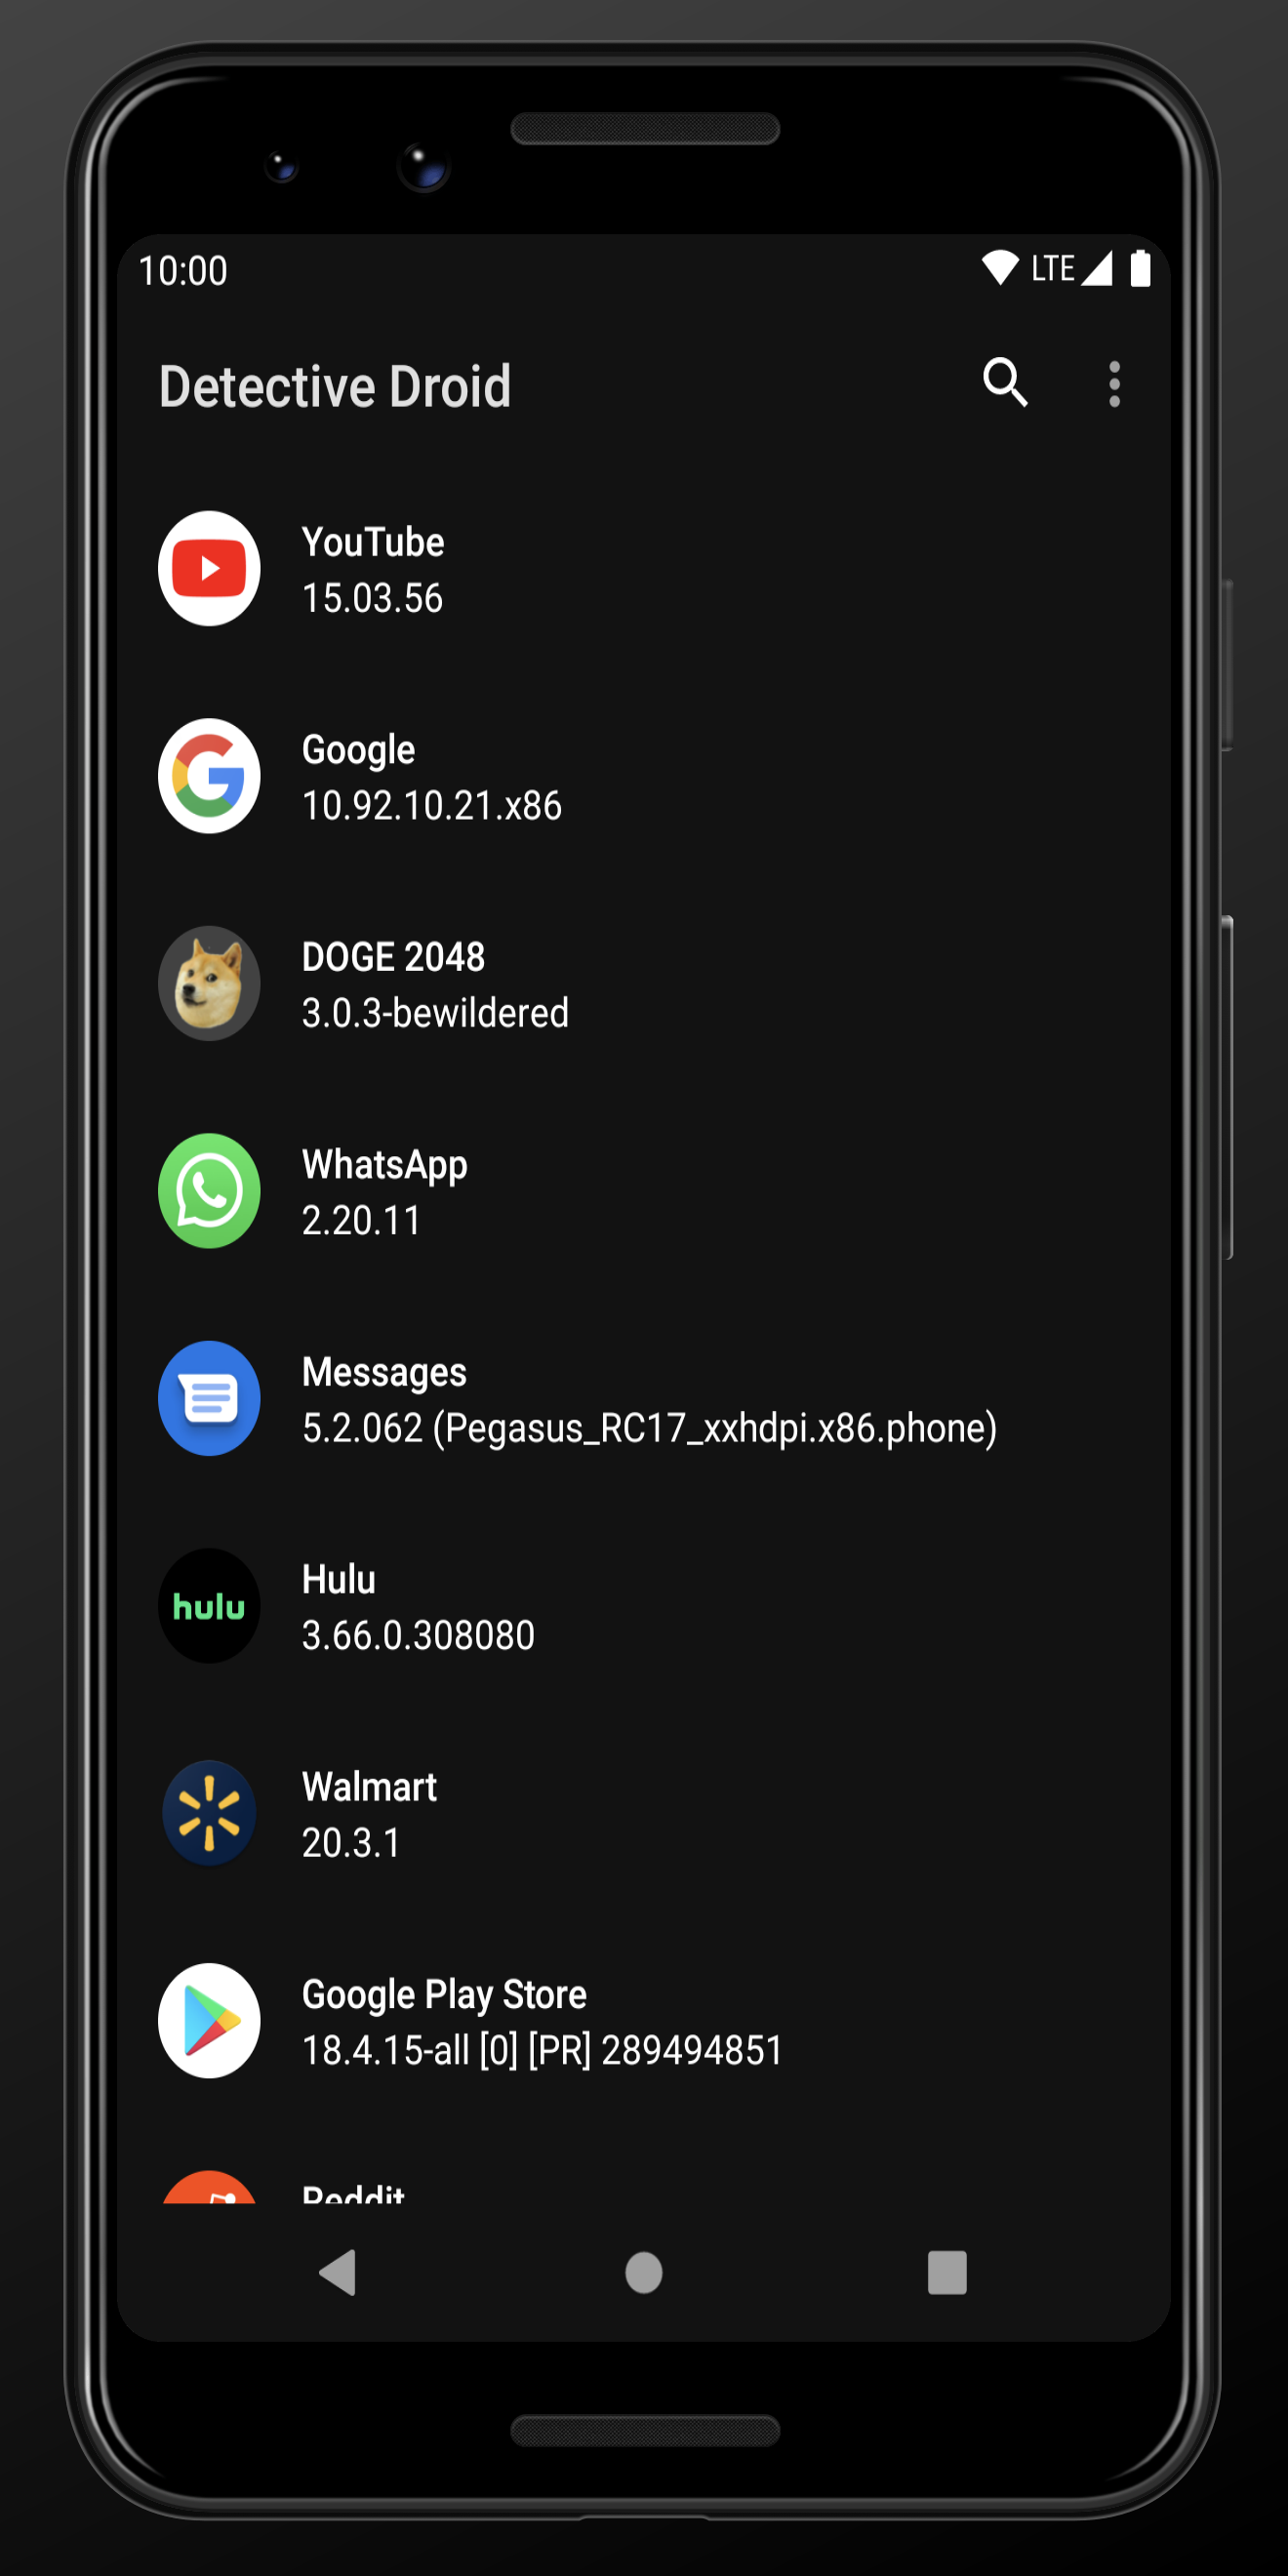 10:00 LTE
Detective Droid
YouTube
15.03.56
Google
10.92.10.21.x86
DOGE 2048
3.0.3-bewildered
WhatsApp
2.20.11
Messages
5.2.062 (Pegasus_RC17_xxhdpi.x86.phone)
hulu
Hulu
3.66.0.308080
Walmart
20.3.1
Google Play Store
18.4.15-all [0] [PR] 289494851
Reddit